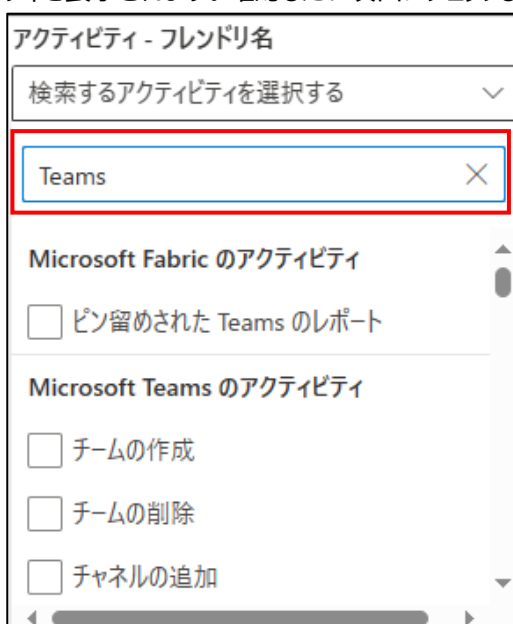 アクティビティ - フレンドリ名
検索するアクティビティを選択する
Teams
Microsoft Fabric のアクティビティ
ピン留めされた Teams のレポート
Microsoft Teams のアクティビティ
チームの作成
チームの削除
チャネルの追加